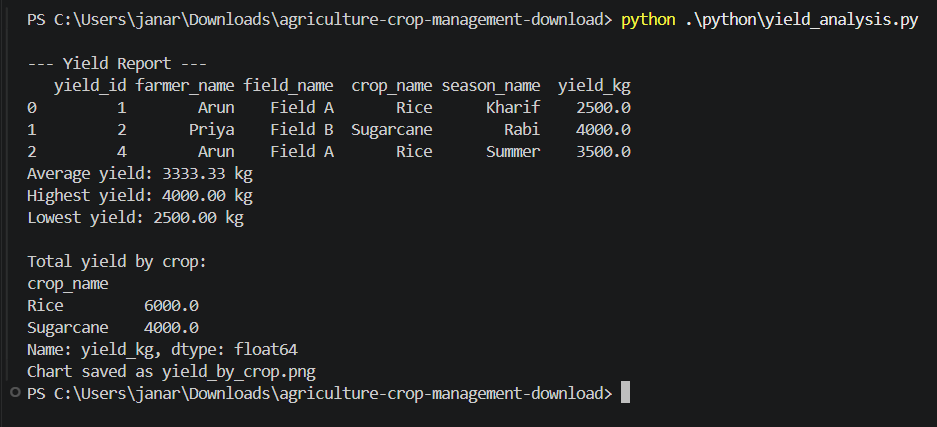 PS C:\Users\janar\Downloads\agriculture-crop-management-download> python .\python\yield_analysis.py
--- Yield Report ---
yield_id farmer_name field_name crop_name season_name yield_kg
0 1 Arun Field A Rice Kharif 2500.0
1 2 Priya Field B Sugarcane Rabi 4000.0
2 4 Arun Field A Rice Summer 3500.0
Average yield: 3333.33 kg
Highest yield: 4000.00 kg
Lowest yield: 2500.00 kg
Total yield by crop:
crop_name
Rice 6000.0
Sugarcane 4000.0
Name: yield_kg, dtype: float64
Chart saved as yield_by_crop.png
PS C:\Users\janar\Downloads\agriculture-crop-management-download>